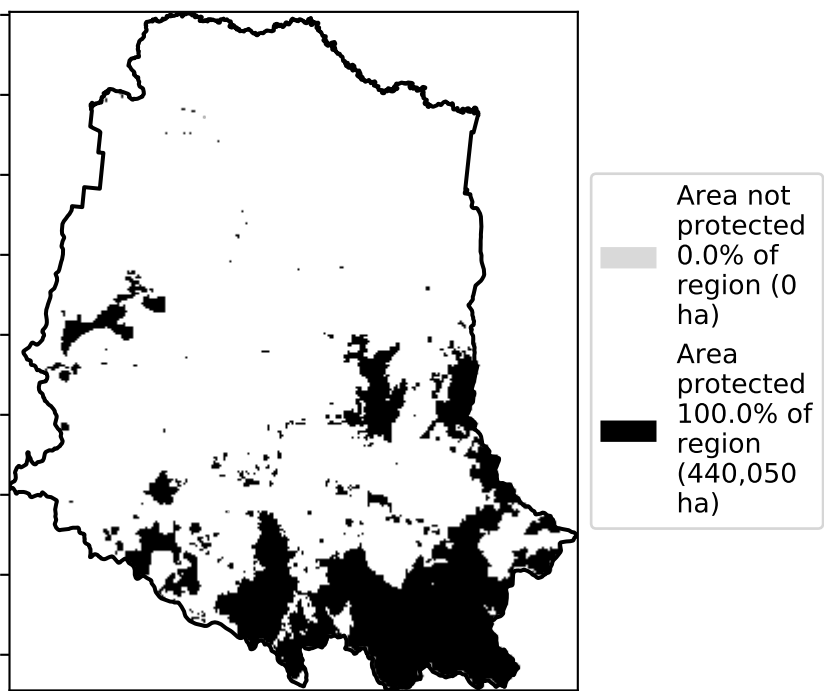 Area not
protected
0.0% of
region (0
ha)
Area
protected
100.0% of
region
(440,050
ha)